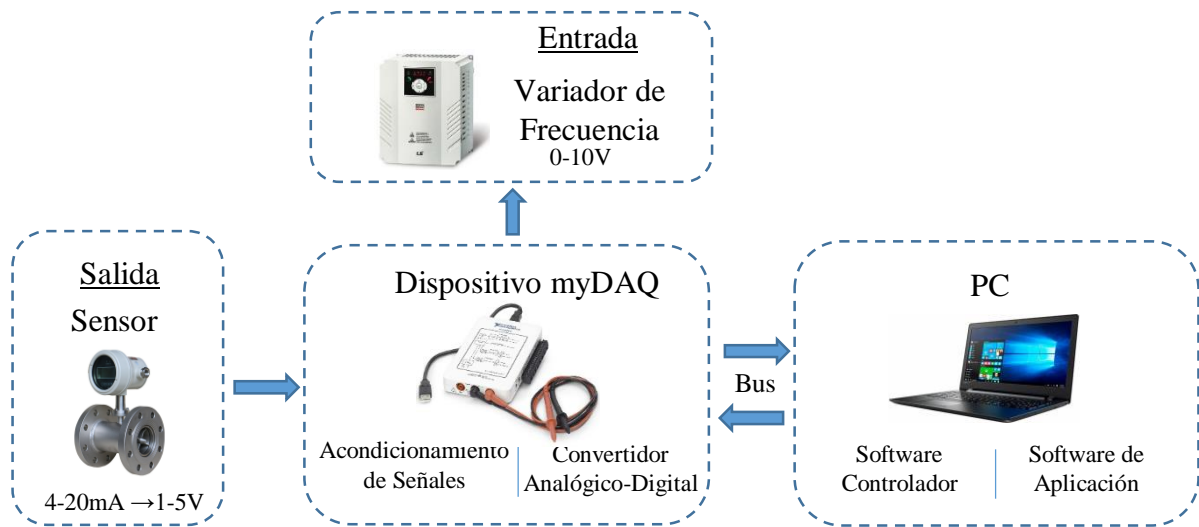 Entrada
Variador de
Frecuencia
0-10V
LS
Salida
Sensor
4-20mA →1-5V
Dispositivo myDAQ
Acondicionamiento
de Señales
Convertidor
Analógico-Digital
Bus
PC
Software
Controlador
Software de
Aplicación